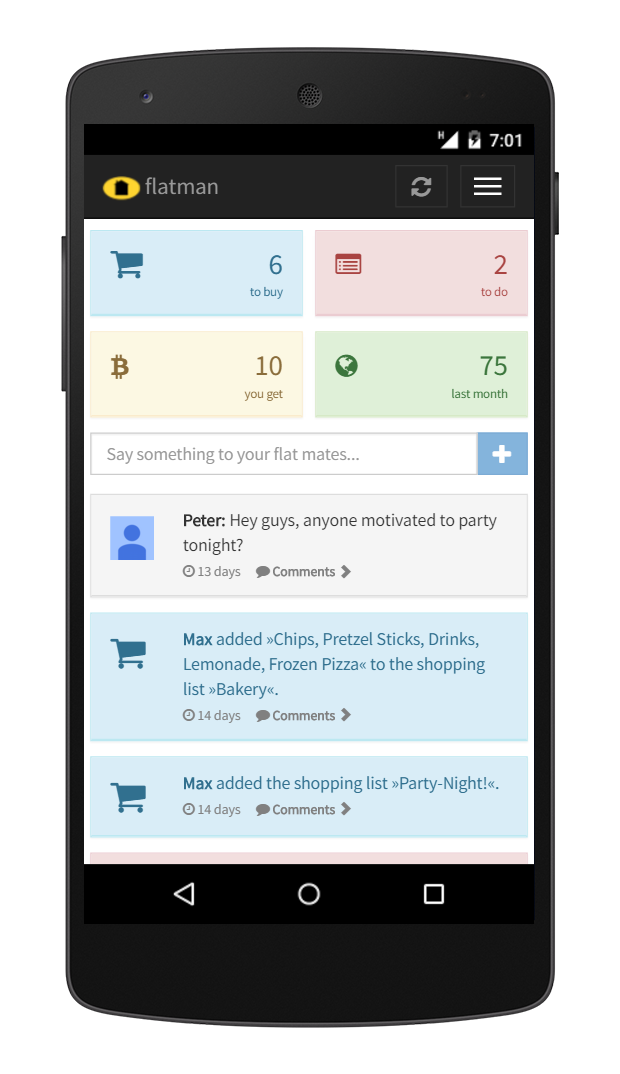 H 7:01
flatman
6
to buy
2
to do
10
you get
75
last month
Say something to your flat mates...
Peter: Hey guys, anyone motivated to party
tonight?
13 days Comments
Max added »Chips, Pretzel Sticks, Drinks,
Lemonade, Frozen Pizza« to the shopping
list »Bakery«.
14 days Comments
Max added the shopping list »Party-Night!«.
14 days Comments